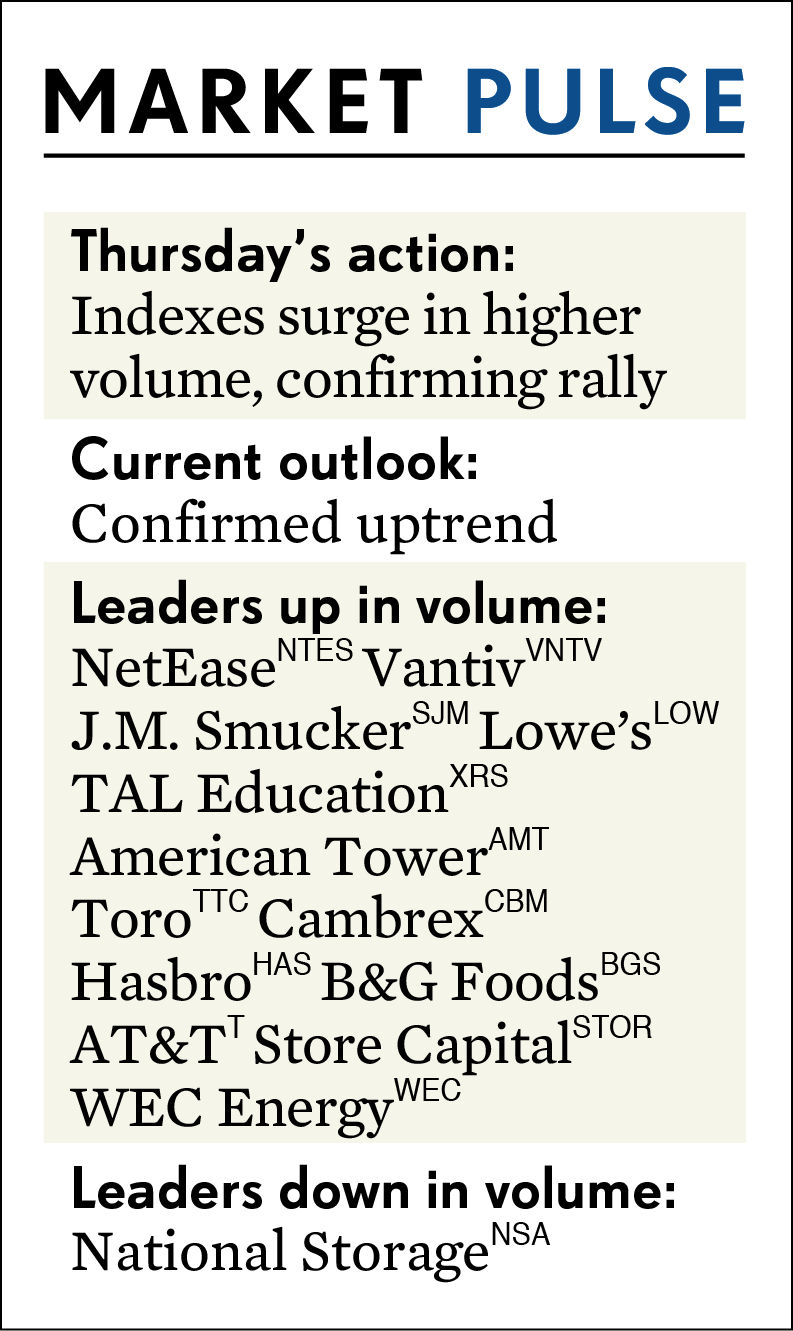 MARKET PULSE
Thursday’s action:
Indexes surge in higher
volume, confirming rally
Current outlook:
Confirmed uptrend
Leaders up in volume:
NetEase NTES Vantiv VNTV
J.M. Smucker SJM Lowe’s LOW
TAL Education XRS
American Tower AMT
Toro TTC Cambrex CBM
Hasbro HAS B&G Foods BGS
AT&T T Store Capital STOR
WEC Energy WEC
Leaders down in volume:
National Storage NSA